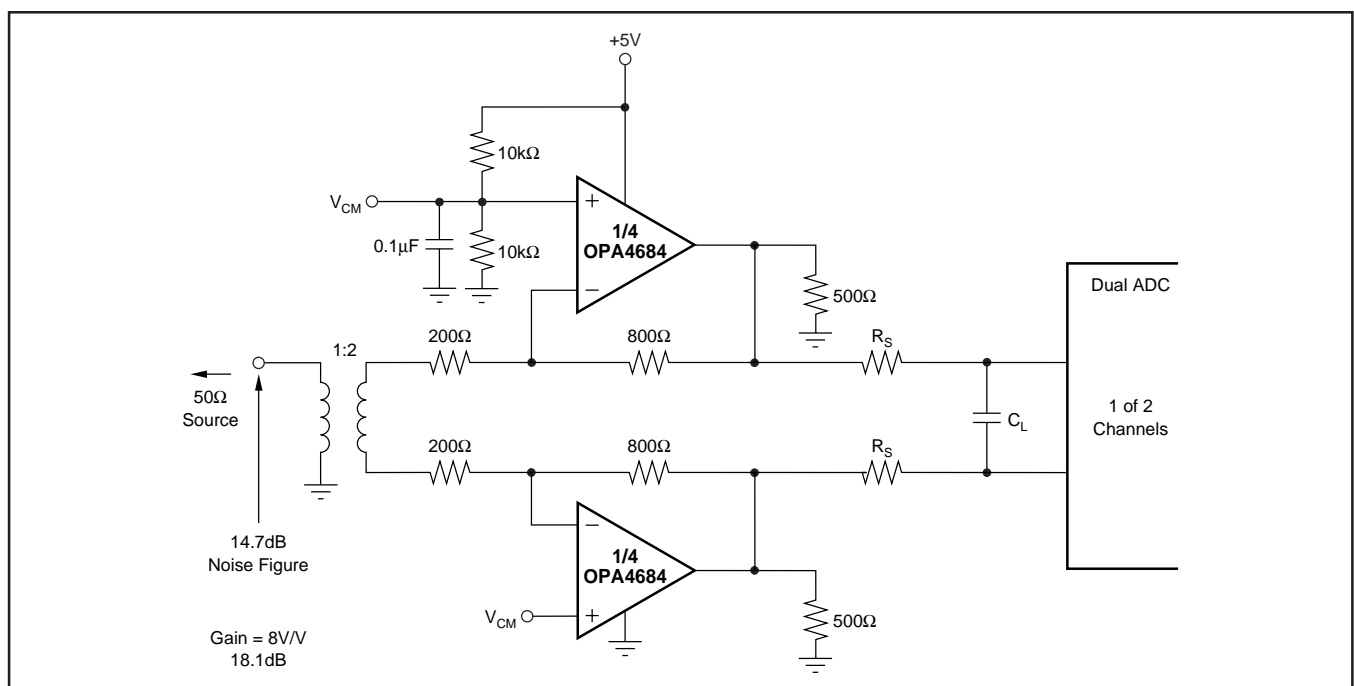 +5V
10kΩ
V_CM
+
0.1μF
10kΩ
1/4
OPA4684
−
Dual ADC
500Ω
1:2
200Ω
800Ω
R_S
50Ω
Source
1 of 2
Channels
C_L
200Ω
800Ω
R_S
−
14.7dB
Noise Figure
1/4
OPA4684
V_CM
+
500Ω
Gain = 8V/V
18.1dB